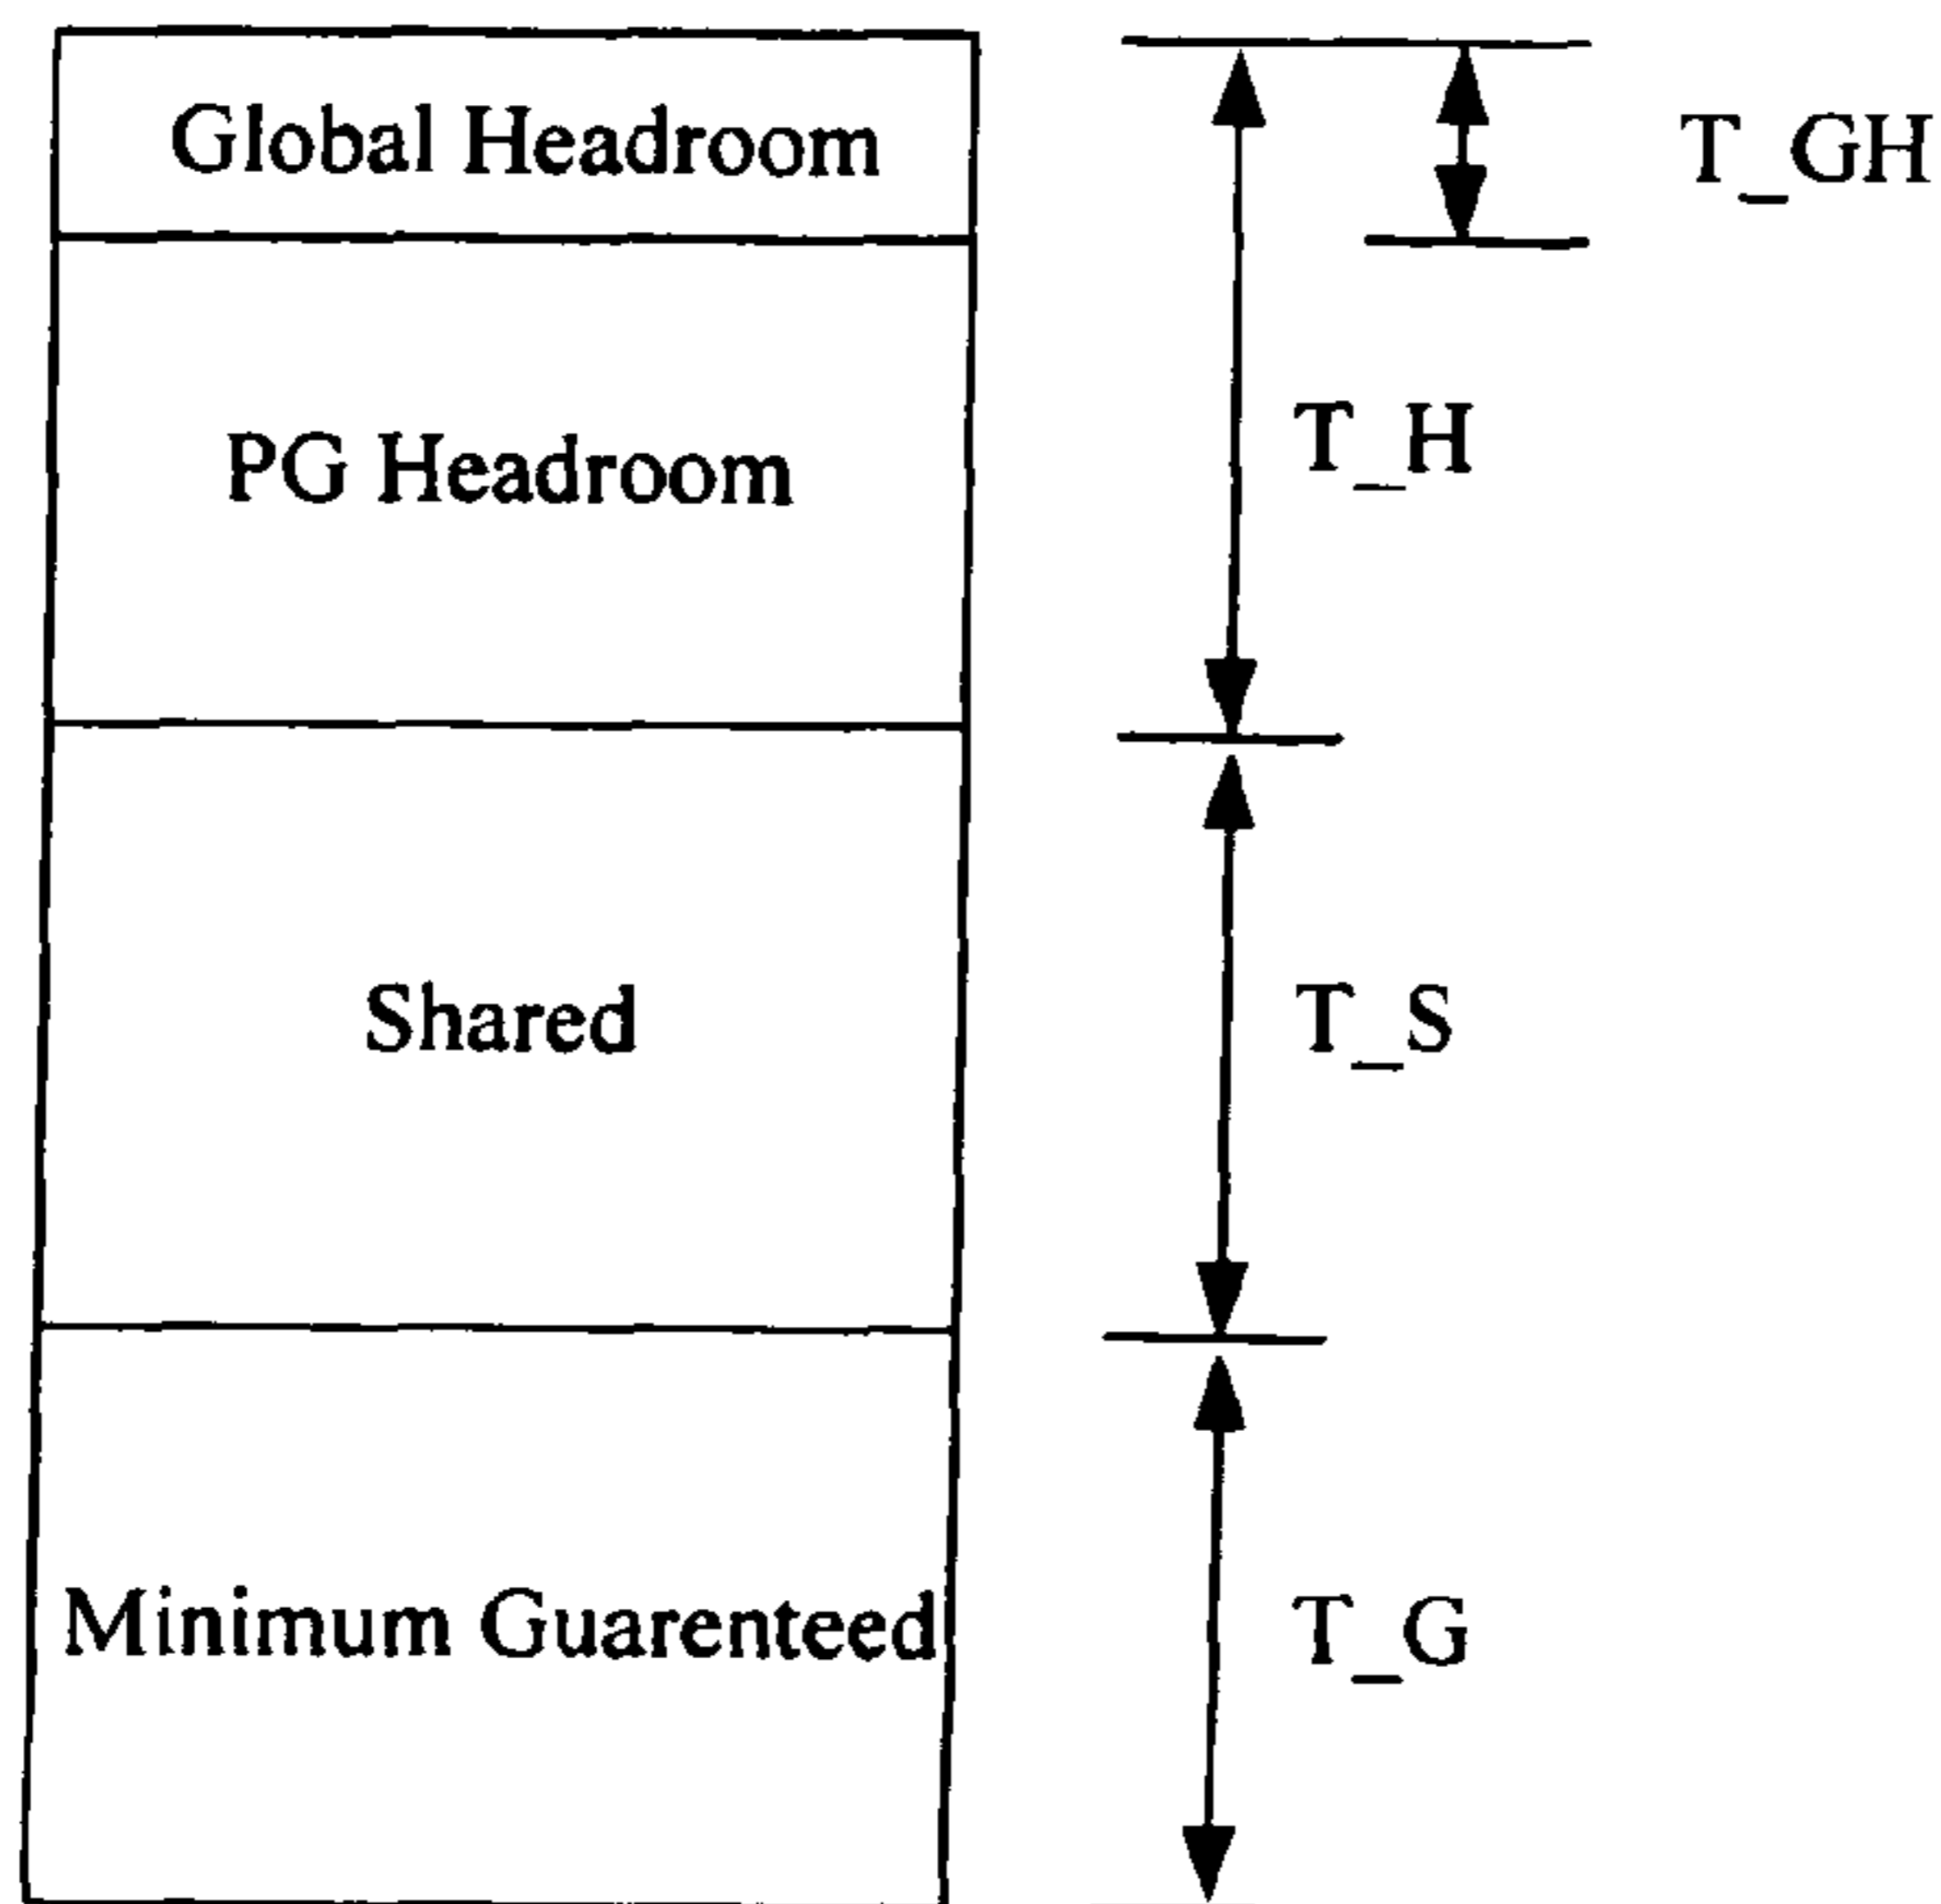 Global Headroom
T_GH
PG Headroom
T_H
Shared
T_S
Minimum Guarenteed
T_G